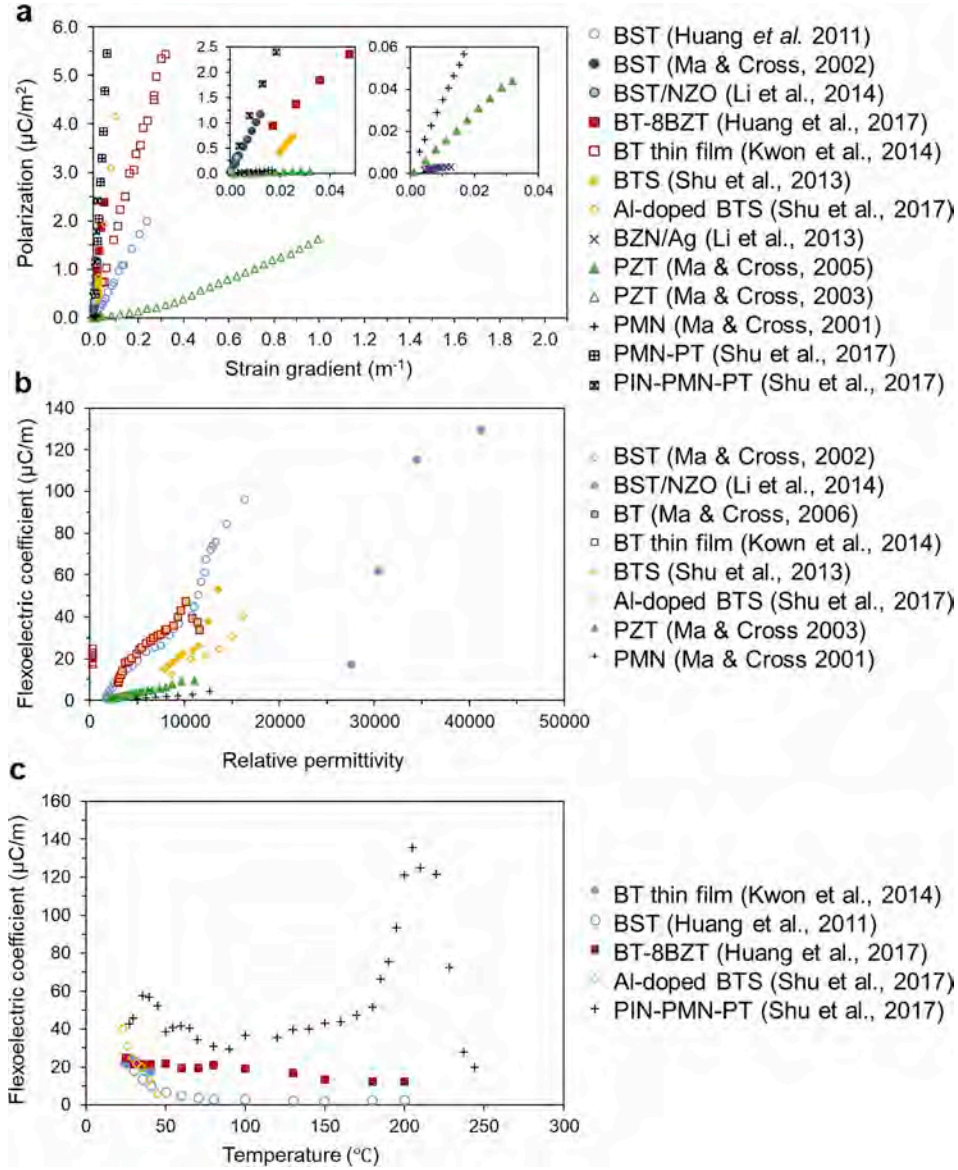 a
6.0
5.0
4.0
3.0
2.0
1.0
0.0
Polarization (μC/m²)
0.0 0.2 0.4 0.6 0.8 1.0 1.2 1.4 1.6 1.8 2.0
Strain gradient (m⁻¹)
2.5
2.0
1.5
1.0
0.5
0.0
0.00 0.02 0.04
0.06
0.04
0.02
0.00
0.00 0.02 0.04
BST (Huang et al. 2011)
BST (Ma & Cross, 2002)
BST/NZO (Li et al., 2014)
BT-8BZT (Huang et al., 2017)
BT thin film (Kwon et al., 2014)
BTS (Shu et al., 2013)
Al-doped BTS (Shu et al., 2017)
BZN/Ag (Li et al., 2013)
PZT (Ma & Cross, 2005)
PZT (Ma & Cross, 2003)
PMN (Ma & Cross, 2001)
PMN-PT (Shu et al., 2017)
PIN-PMN-PT (Shu et al., 2017)
b
140
120
100
80
60
40
20
0
Flexoelectric coefficient (μC/m)
0 10000 20000 30000 40000 50000
Relative permittivity
BST (Ma & Cross, 2002)
BST/NZO (Li et al., 2014)
BT (Ma & Cross, 2006)
BT thin film (Kown et al., 2014)
BTS (Shu et al., 2013)
Al-doped BTS (Shu et al., 2017)
PZT (Ma & Cross 2003)
PMN (Ma & Cross 2001)
c
160
140
120
100
80
60
40
20
0
Flexoelectric coefficient (μC/m)
0 50 100 150 200 250 300
Temperature (℃)
BT thin film (Kwon et al., 2014)
BST (Huang et al., 2011)
BT-8BZT (Huang et al., 2017)
Al-doped BTS (Shu et al., 2017)
PIN-PMN-PT (Shu et al., 2017)